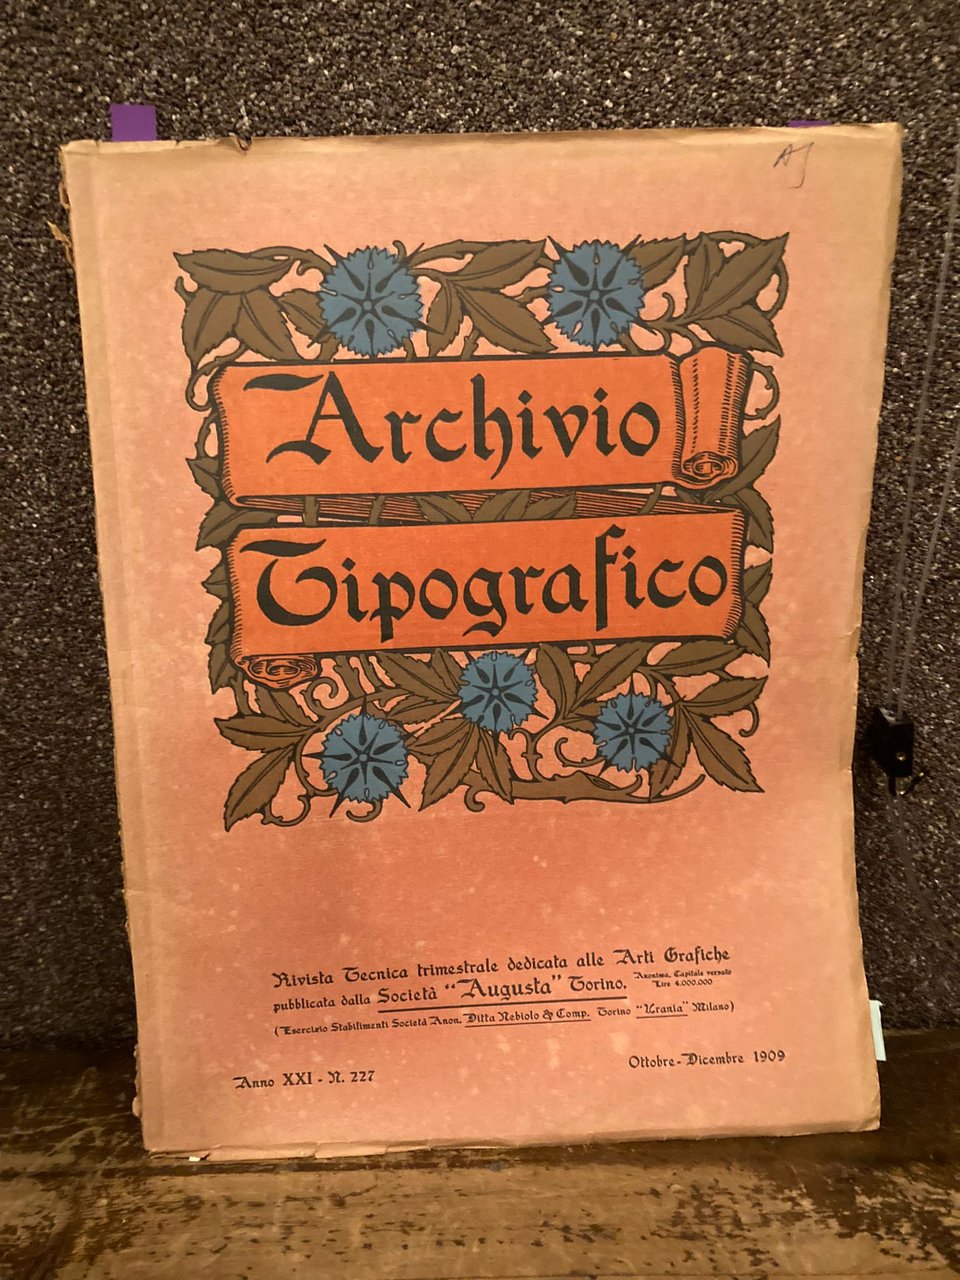 AJ
Archivio
Tipografico
Rivista Tecnica trimestrale dedicata alle Arti Grafiche
pubblicata dalla Società “Augusta” Torino. Anonima. Capitale versato
Lire 4.000.000
(Esercizio Stabilimenti Società Anon. Ditta Nebiolo & Comp. Torino “Urania” Milano)
Anno XXI - N. 227
Ottobre-Dicembre 1909